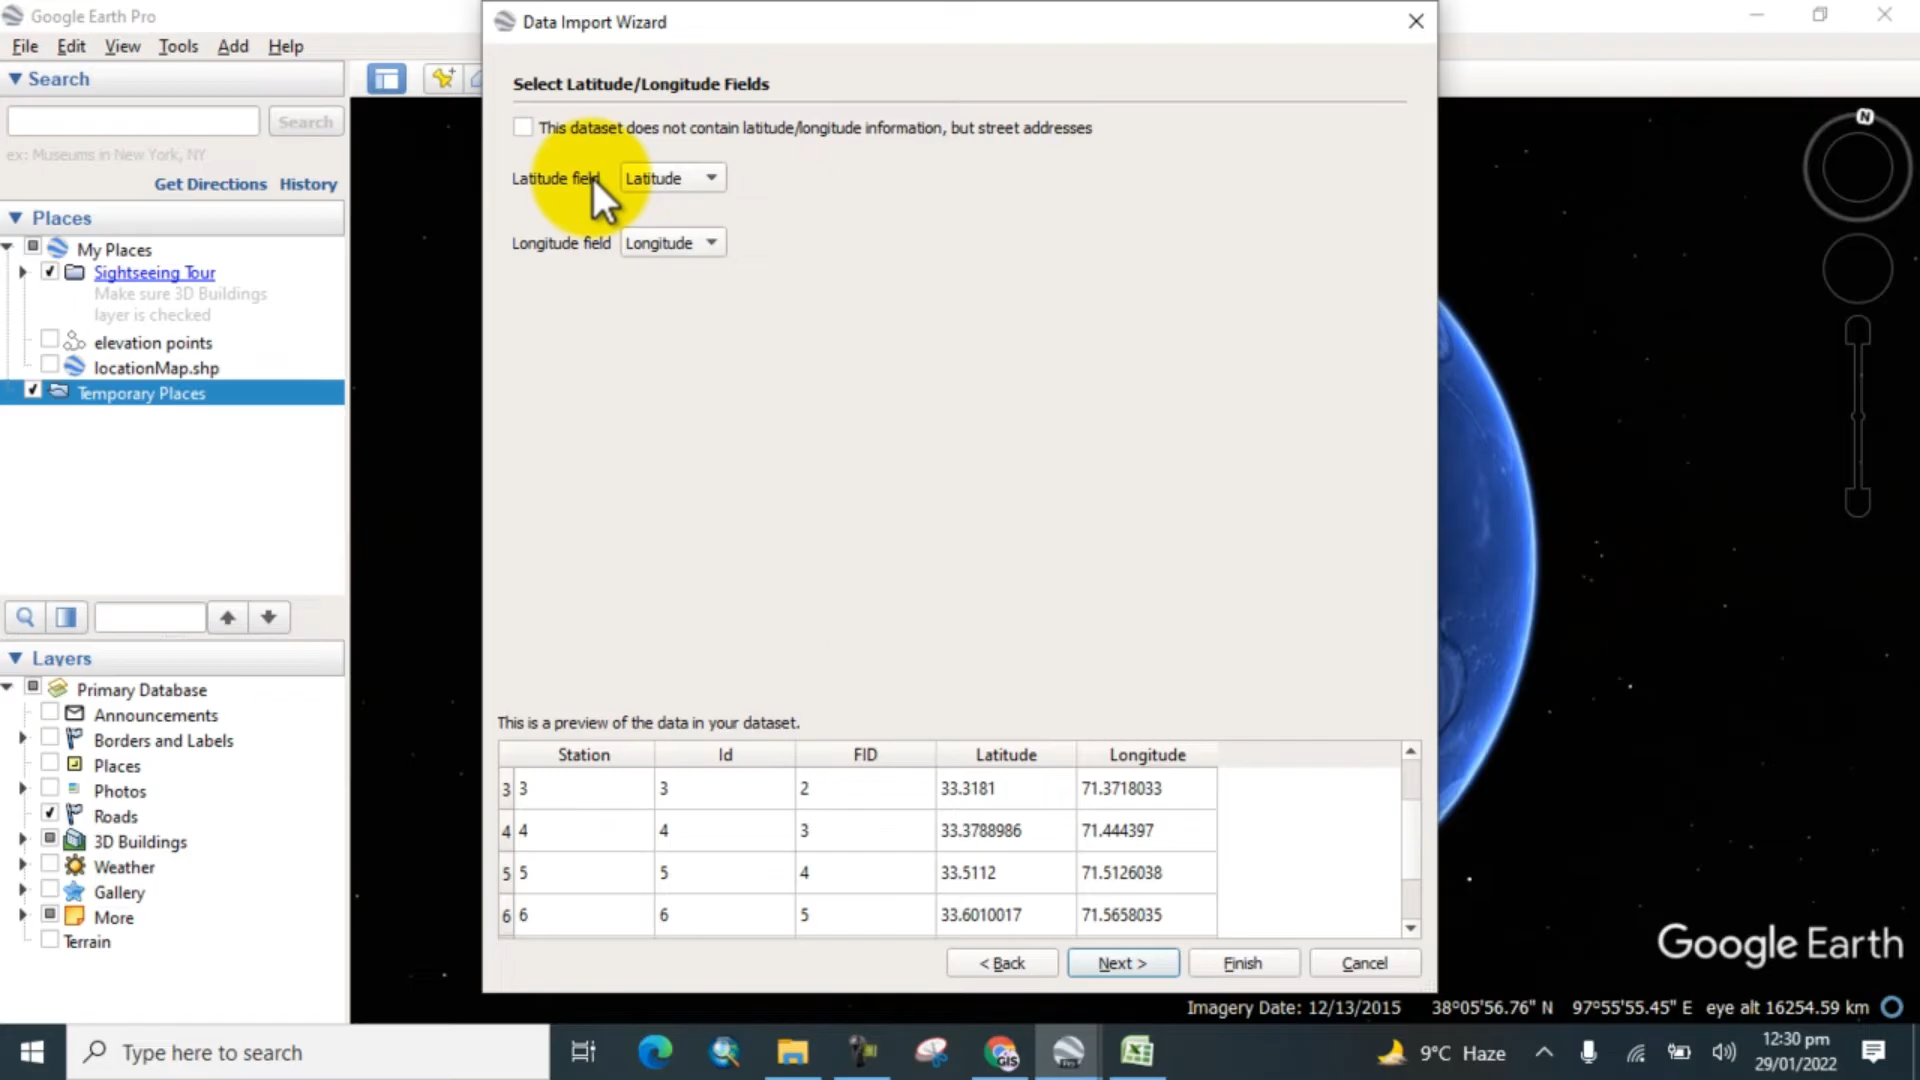 Google Earth Pro
File Edit View Tools Add Help
Search
Search
ex: Museums in New York, NY
Get Directions History
Places
My Places
Sightseeing Tour
Make sure 3D Buildings
layer is checked
elevation points
locationMap.shp
Temporary Places
Layers
Primary Database
Announcements
Borders and Labels
Places
Photos
Roads
3D Buildings
Weather
Gallery
More
Terrain
Data Import Wizard
Select Latitude/Longitude Fields
This dataset does not contain latitude/longitude information, but street addresses
Latitude field Latitude
Longitude field Longitude
This is a preview of the data in your dataset.
Station Id FID Latitude Longitude
3 3 3 2 33.3181 71.3718033
4 4 4 3 33.3788986 71.444397
5 5 5 4 33.5112 71.5126038
6 6 6 5 33.6010017 71.5658035
< Back Next > Finish Cancel
N
Google Earth
Imagery Date: 12/13/2015 38°05'56.76" N 97°55'55.45" E eye alt 16254.59 km
Type here to search
GIS
Pro
9°C Haze
12:30 pm
29/01/2022